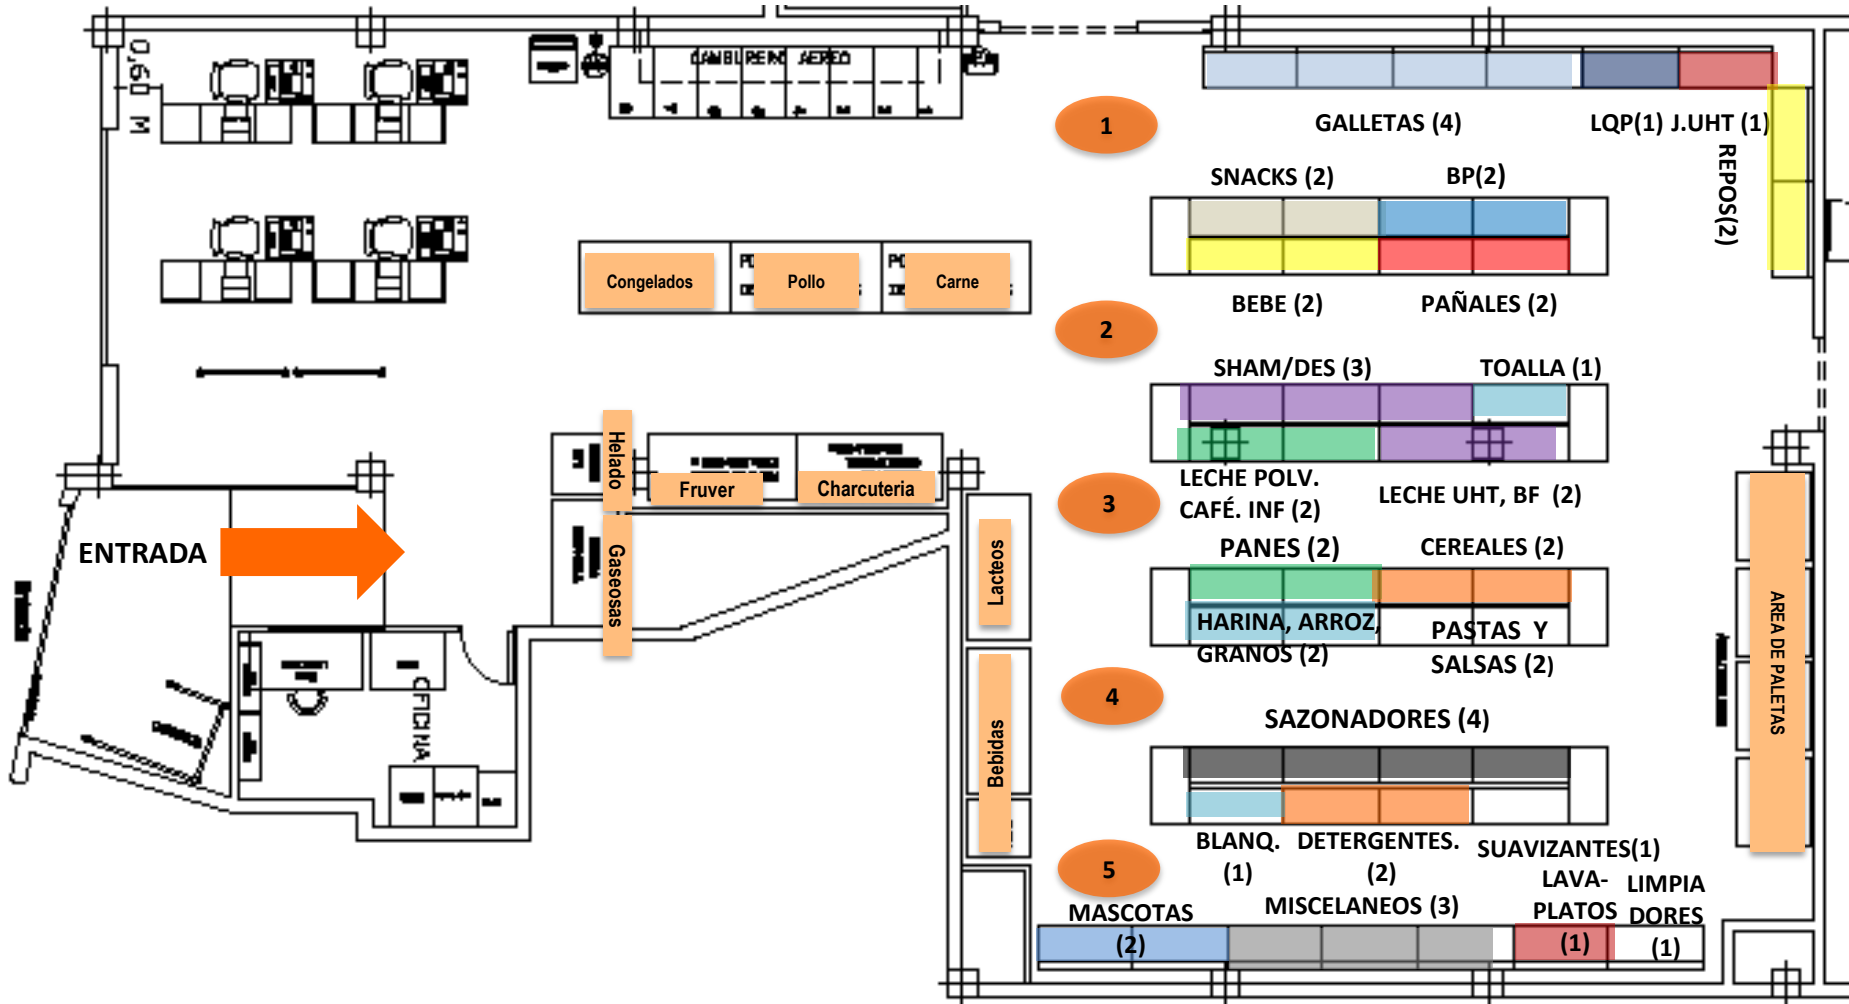 0,60 M
CAMBURERO AEREO
1
GALLETAS (4)
LQP(1) J.UHT (1)
REPOS(2)
SNACKS (2)
BP(2)
BEBE (2)
PAÑALES (2)
Congelados
Pollo
Carne
2
SHAM/DES (3)
TOALLA (1)
Helado
Fruver
Charcuteria
LECHE POLV.
CAFÉ. INF (2)
LECHE UHT, BF (2)
3
ENTRADA
Gaseosas
Lacteos
PANES (2)
CEREALES (2)
HARINA, ARROZ,
GRANOS (2)
PASTAS Y
SALSAS (2)
AREA DE PALETAS
4
OFICINA
Bebidas
SAZONADORES (4)
BLANQ.
(1)
DETERGENTES.
(2)
SUAVIZANTES(1)
5
MASCOTAS
(2)
MISCELANEOS (3)
LAVA-
PLATOS
(1)
LIMPIA
DORES
(1)